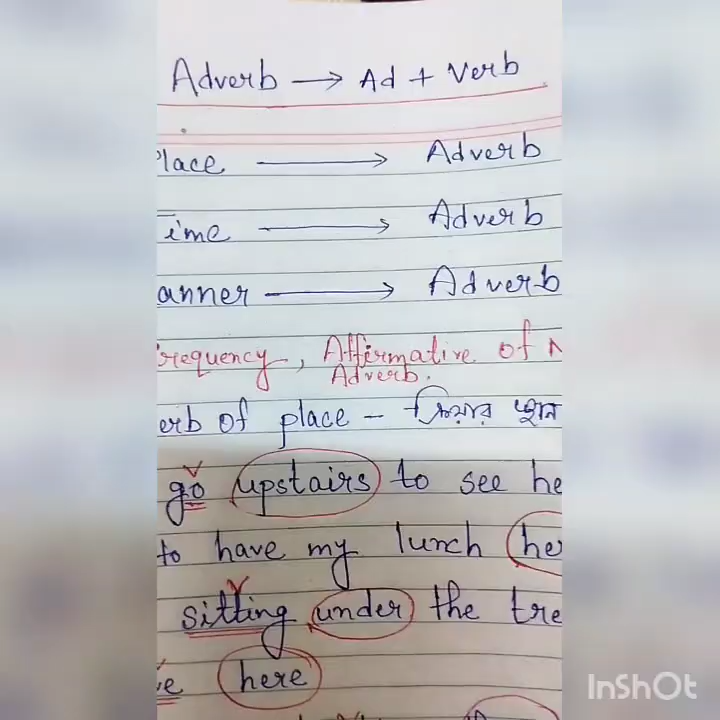 Adverb → Ad + Verb
lace → Adverb
Time → Adverb
anner → Adverb
requency, Affirmative of N
Adverb.
erb of place - ক্রিয়ার স্থান
go upstairs to see he
to have my lunch her
sitting under the tre
e here
InShOt